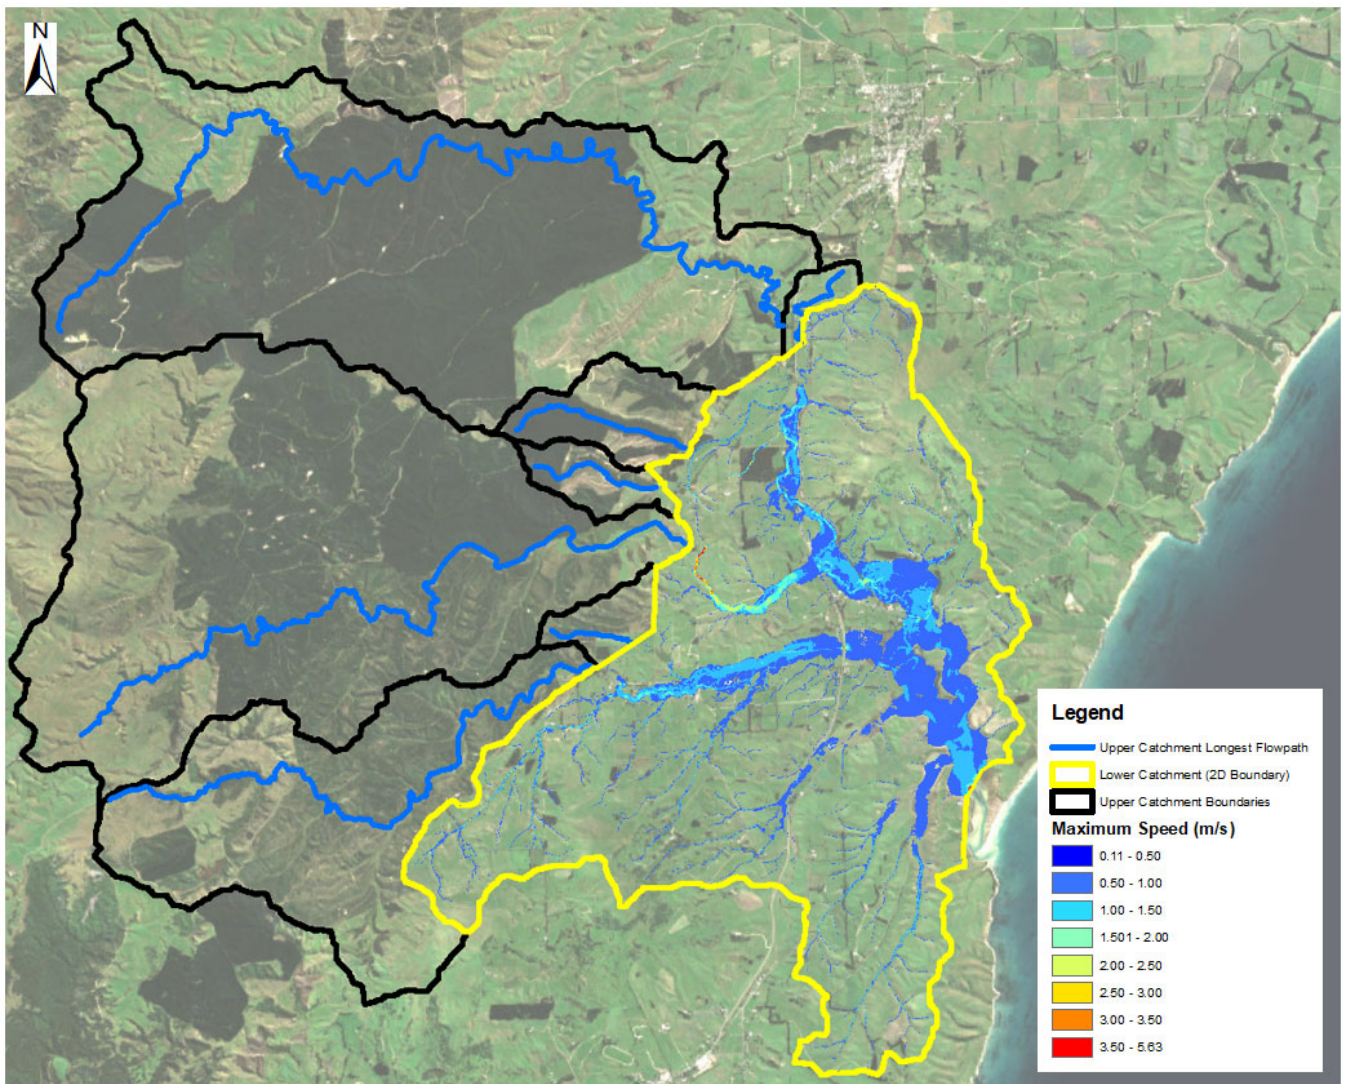 N
Legend
Upper Catchment Longest Flowpath
Lower Catchment (2D Boundary)
Upper Catchment Boundaries
Maximum Speed (m/s)
0.11 - 0.50
0.50 - 1.00
1.00 - 1.50
1.501 - 2.00
2.00 - 2.50
2.50 - 3.00
3.00 - 3.50
3.50 - 5.63